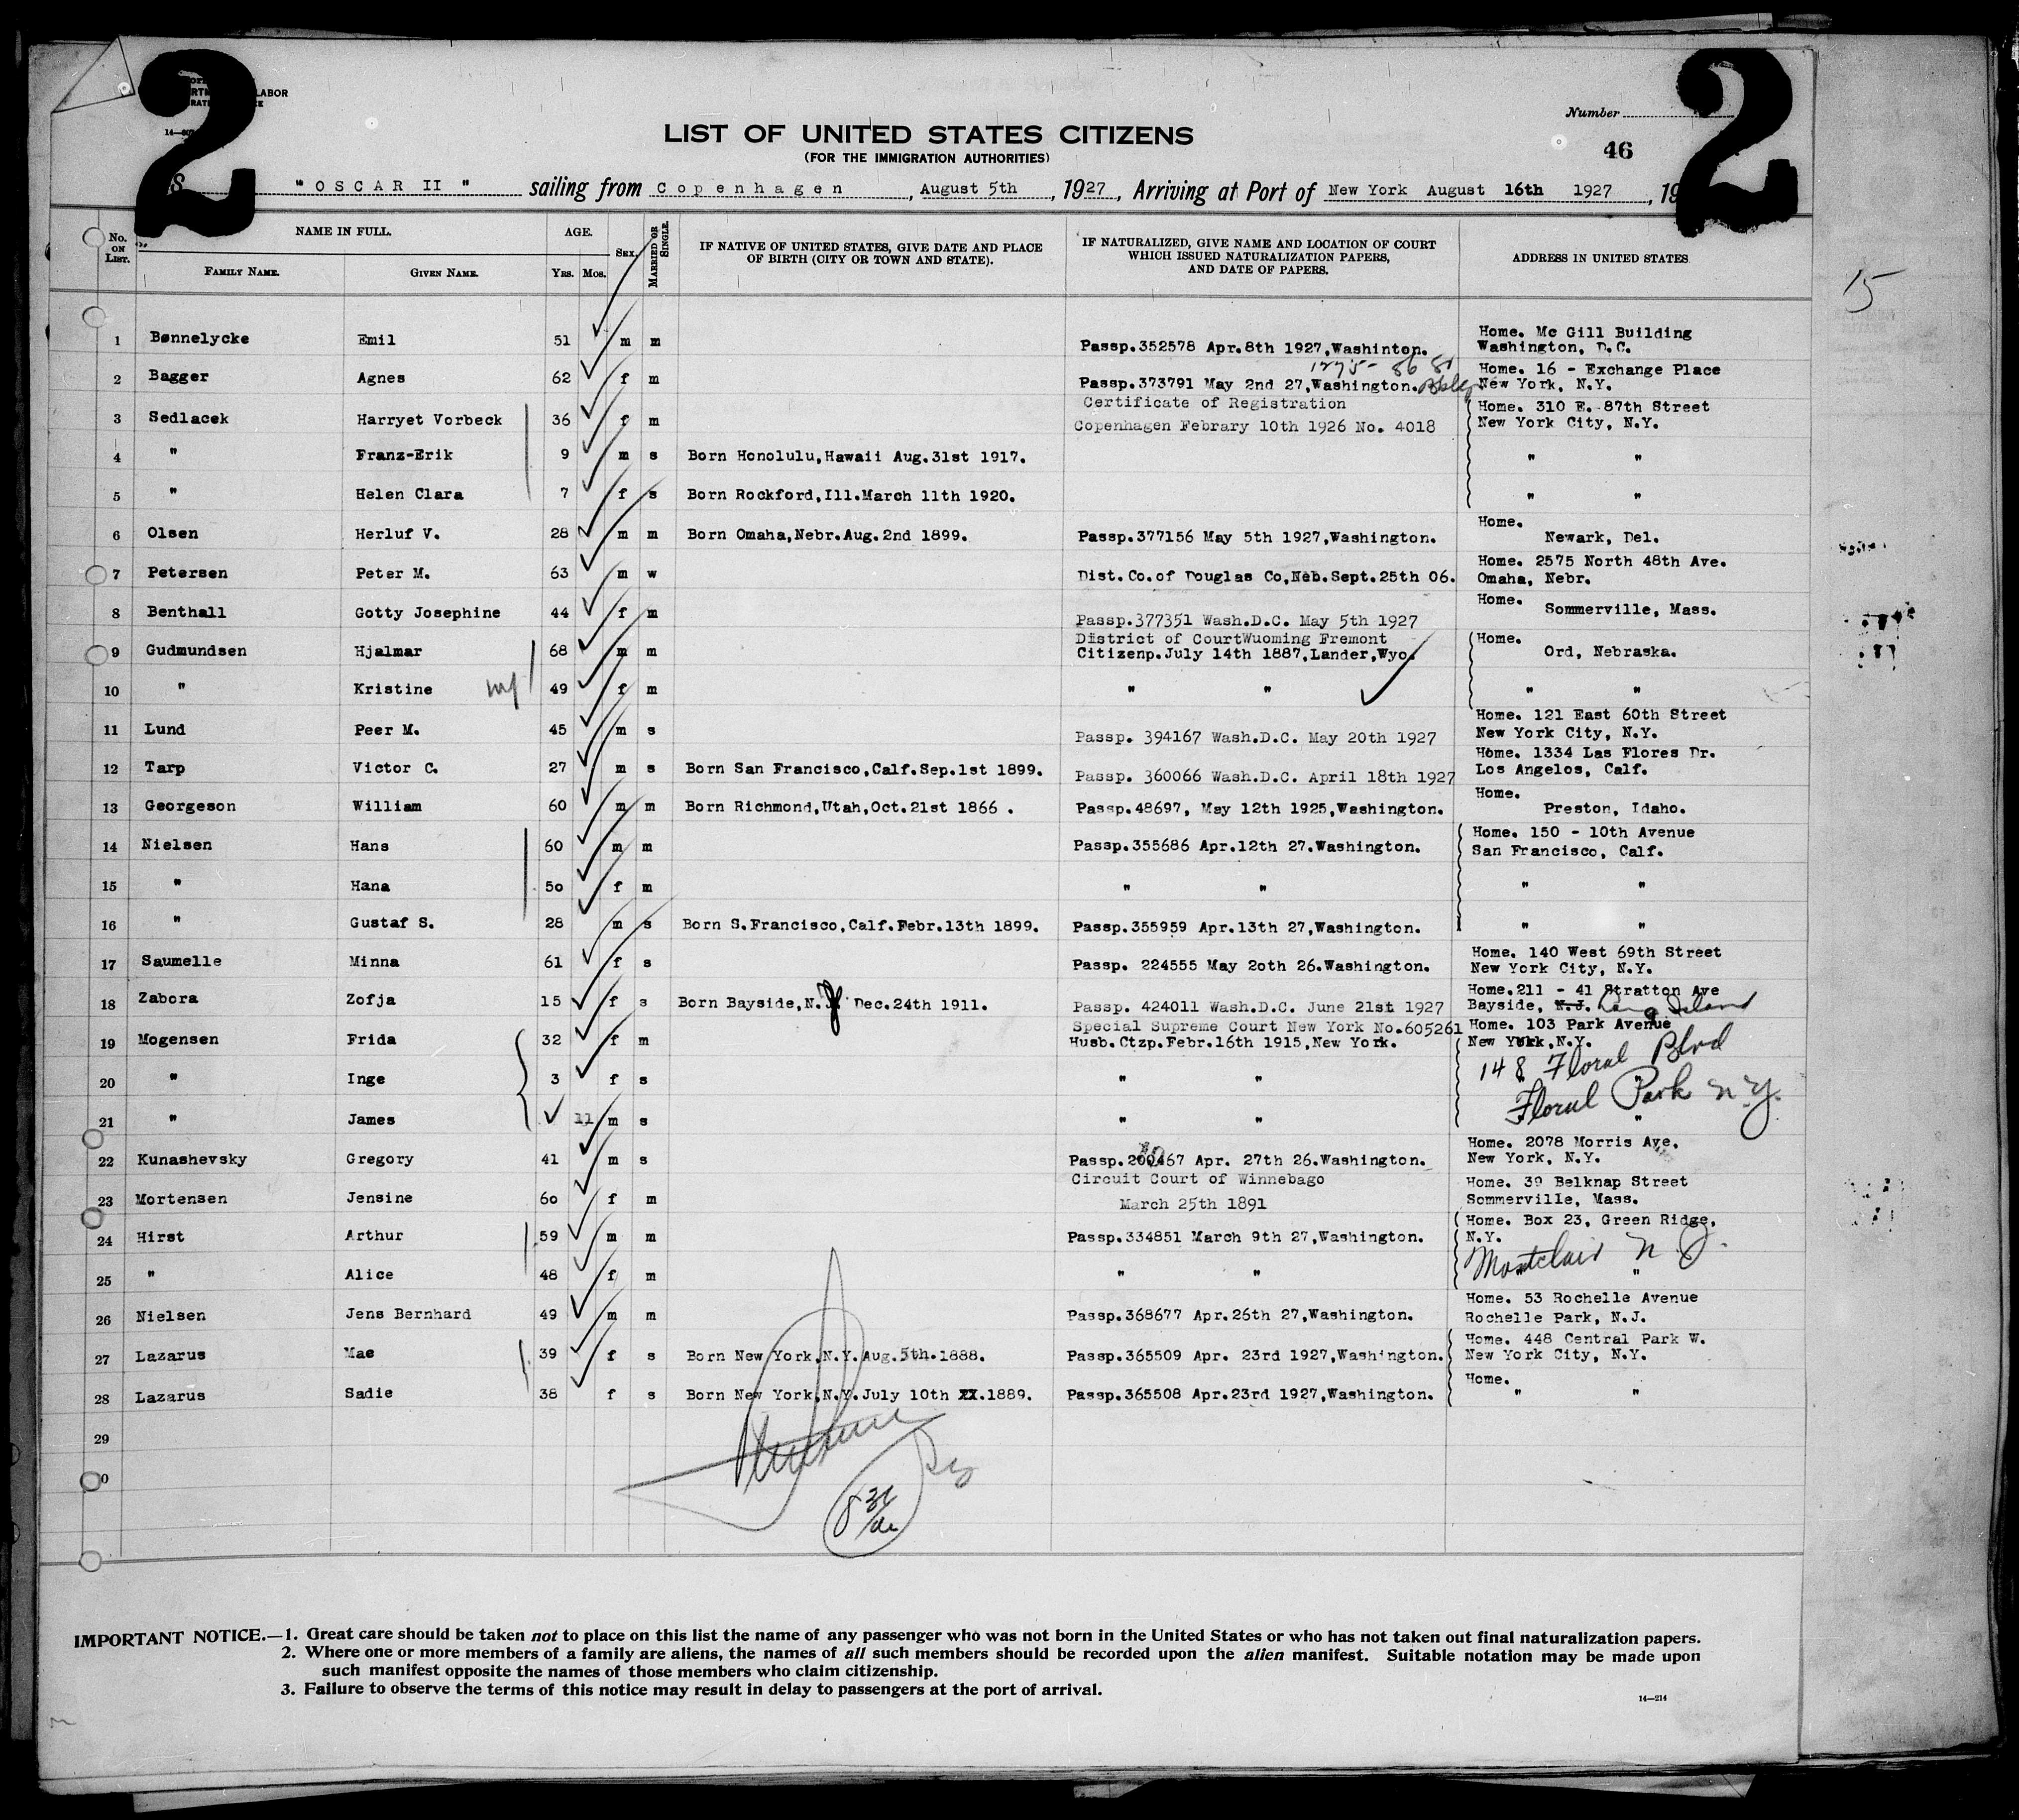 LABOR
Number
LIST OF UNITED STATES CITIZENS
(FOR THE IMMIGRATION AUTHORITIES)
46
S " OSCAR II " sailing from Copenhagen, August 5th, 1927, Arriving at Port of New York August 16th 1927, 19
2 2
15
No. on List. NAME IN FULL. AGE. Sex. MARRIED OR SINGLE. IF NATIVE OF UNITED STATES, GIVE DATE AND PLACE OF BIRTH (CITY OR TOWN AND STATE). IF NATURALIZED, GIVE NAME AND LOCATION OF COURT WHICH ISSUED NATURALIZATION PAPERS, AND DATE OF PAPERS. ADDRESS IN UNITED STATES
FAMILY NAME. GIVEN NAME. YRS. MOS.
1 Bønnelycke Emil 51 m m Passp.352578 Apr.8th 1927,Washinton. Home. Mc Gill Building
Washington, D.C.
2 Bagger Agnes 62 f m Passp.373791 May 2nd 27,Washington. 1275- 86 St Home. 16 - Exchange Place
New York, N.Y.
3 Sedlacek Harryet Vorbeck 36 f m Certificate of Registration
Copenhagen Febrary 10th 1926 No. 4018 Home. 310 E. 87th Street
New York City, N.Y.
4 " Franz-Erik 9 m s Born Honolulu,Hawaii Aug.31st 1917. " "
5 " Helen Clara 7 f s Born Rockford,Ill.March 11th 1920. " "
6 Olsen Herluf V. 28 m m Born Omaha,Nebr.Aug.2nd 1899. Passp.377156 May 5th 1927,Washington. Home.
Newark, Del.
7 Petersen Peter M. 63 m w Dist.Co.of Douglas Co,Neb.Sept.25th 06. Home. 2575 North 48th Ave.
Omaha, Nebr.
8 Benthall Gotty Josephine 44 f m Passp.377351 Wash.D.C. May 5th 1927 Home.
Sommerville, Mass.
9 Gudmundsen Hjalmar 68 m m District of CourtWuoming Fremont
Citizenp.July 14th 1887,Lander,Wyo. Home.
Ord, Nebraska.
10 " Kristine 49 f m " " " "
11 Lund Peer M. 45 m s Passp. 394167 Wash.D.C. May 20th 1927 Home. 121 East 60th Street
New York City, N.Y.
12 Tarp Victor C. 27 m s Born San Francisco,Calf.Sep.1st 1899. Passp. 360066 Wash.D.C. April 18th 1927 Home. 1334 Las Flores Dr.
Los Angelos, Calf.
13 Georgeson William 60 m m Born Richmond,Utah,Oct.21st 1866 . Passp.48697, May 12th 1925,Washington. Home.
Preston, Idaho.
14 Nielsen Hans 60 m m Passp.355686 Apr.12th 27.Washington. Home. 150 - 10th Avenue
San Francisco, Calf.
15 " Hana 50 f m " " " "
16 " Gustaf S. 28 m s Born S.Francisco,Calf.Febr.13th 1899. Passp.355959 Apr.13th 27,Washington. " "
17 Saumelle Minna 61 f s Passp. 224555 May 20th 26.Washington. Home. 140 West 69th Street
New York City, N.Y.
18 Zabora Zofja 15 f s Born Bayside,N. Dec.24th 1911. Passp. 424011 Wash.D.C. June 21st 1927 Home.211 - 41 Stratton Ave
Bayside, N.J. Long Island
19 Mogensen Frida 32 f m Special Supreme Court New York No.605261
Husb.Ctzp.Febr.16th 1915,New York. Home. 103 Park Avenue
New York,N.Y.
148 Floral Blvd
Floral Park N.Y.
20 " Inge 3 f s " "
21 " James 11 m s " " "
22 Kunashevsky Gregory 41 m s Passp.200467 Apr. 27th 26.Washington. Home. 2078 Morris Ave.
New York, N.Y.
23 Mortensen Jensine 60 f m Circuit Court of Winnebago
March 25th 1891 Home. 39 Belknap Street
Sommerville, Mass.
24 Hirst Arthur 59 m m Passp.334851 March 9th 27,Washington. Home. Box 23, Green Ridge,
N.Y.
Montclair N.J.
25 " Alice 48 f m " " "
26 Nielsen Jens Bernhard 49 m m Passp.368677 Apr.26th 27,Washington. Home. 53 Rochelle Avenue
Rochelle Park, N.J.
27 Lazarus Mae 39 f s Born New York,N.Y.Aug.5th.1888. Passp.365509 Apr. 23rd 1927,Washington. Home. 448 Central Park W.
New York City, N.Y.
28 Lazarus Sadie 38 f s Born New York,N.Y.July 10th XX.1889. Passp.365508 Apr.23rd 1927,Washington. Home.
" "
29
0
IMPORTANT NOTICE.—1. Great care should be taken not to place on this list the name of any passenger who was not born in the United States or who has not taken out final naturalization papers.
2. Where one or more members of a family are aliens, the names of all such members should be recorded upon the alien manifest. Suitable notation may be made upon
such manifest opposite the names of those members who claim citizenship.
3. Failure to observe the terms of this notice may result in delay to passengers at the port of arrival.
14—214